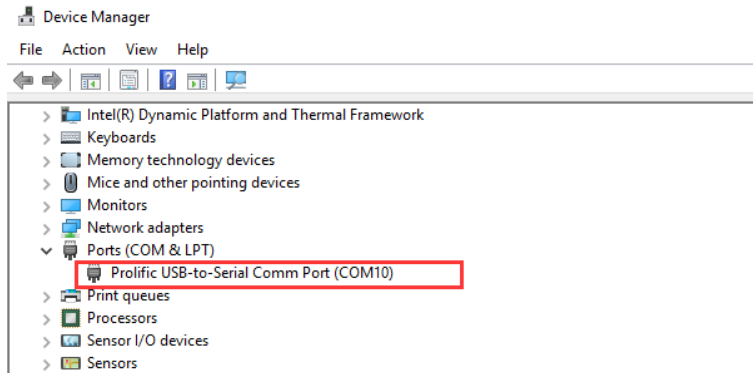 Device Manager
File Action View Help
Intel(R) Dynamic Platform and Thermal Framework
Keyboards
Memory technology devices
Mice and other pointing devices
Monitors
Network adapters
Ports (COM & LPT)
Prolific USB-to-Serial Comm Port (COM10)
Print queues
Processors
Sensor I/O devices
Sensors